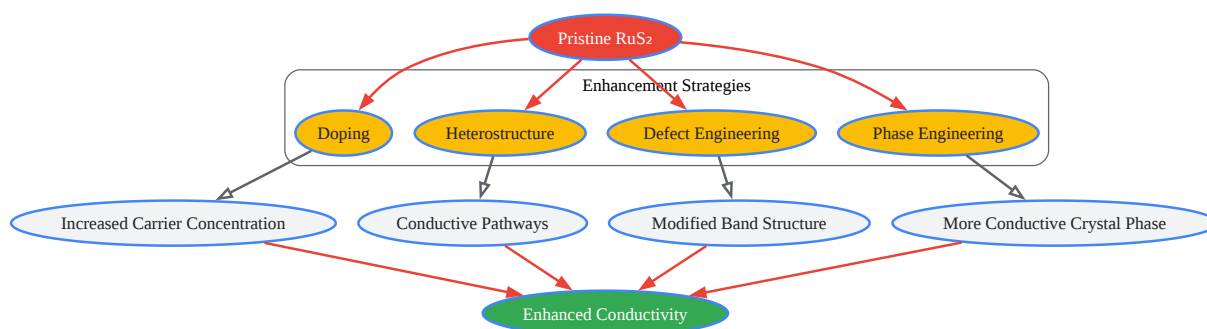 Pristine RuS₂
Enhancement Strategies
Doping
Heterostructure
Defect Engineering
Phase Engineering
Increased Carrier Concentration
Conductive Pathways
Modified Band Structure
More Conductive Crystal Phase
Enhanced Conductivity